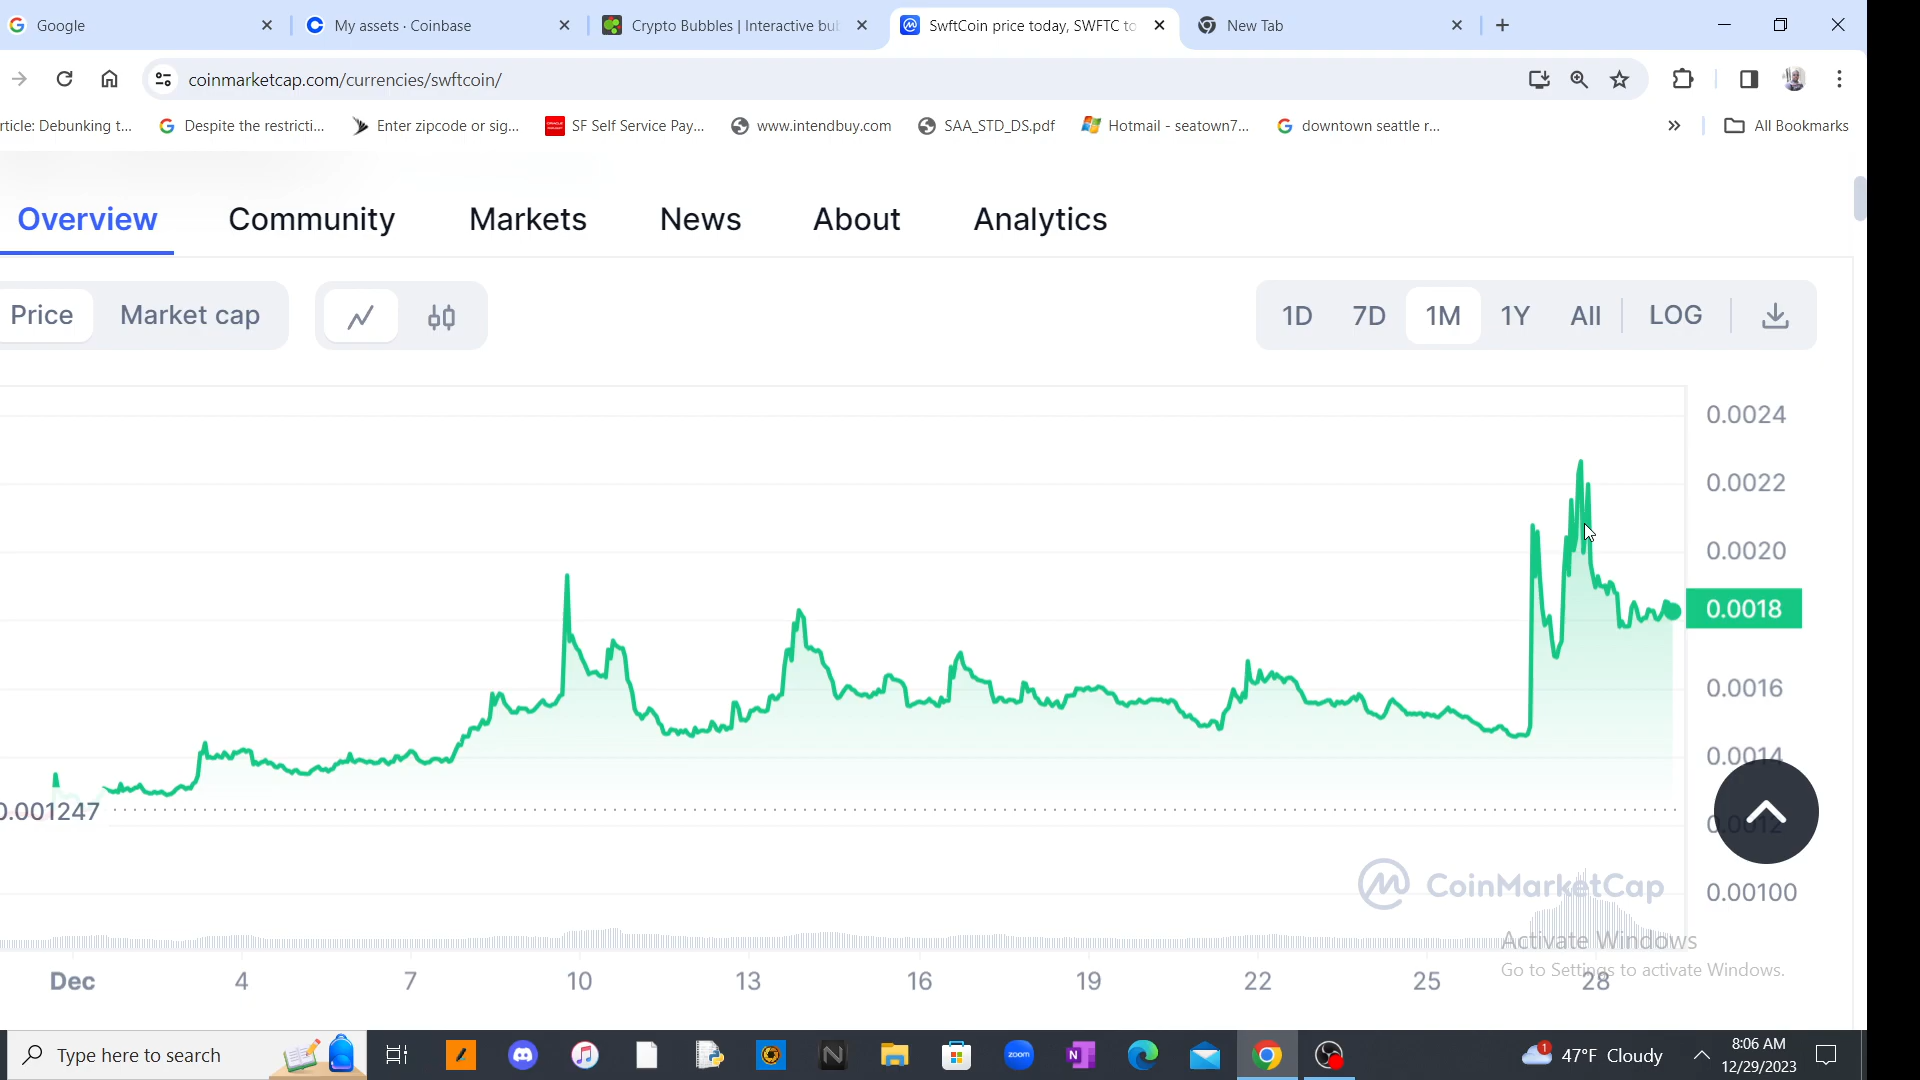 Google
My assets · Coinbase
Crypto Bubbles | Interactive bu
SwftCoin price today, SWFTC to
New Tab
coinmarketcap.com/currencies/swftcoin/
rticle: Debunking t...
Despite the restricti...
Enter zipcode or sig...
SF Self Service Pay...
www.intendbuy.com
SAA_STD_DS.pdf
Hotmail - seatown7...
downtown seattle r...
All Bookmarks
Overview
Community
Markets
News
About
Analytics
Price
Market cap
1D
7D
1M
1Y
All
LOG
0.0024
0.0022
0.0020
0.0018
0.0016
0.0014
0.001247
0.0012
CoinMarketCap
0.00100
Activate Windows
Go to Settings to activate Windows.
Dec
4
7
10
13
16
19
22
25
28
Type here to search
zoom
1
47°F Cloudy
8:06 AM
12/29/2023